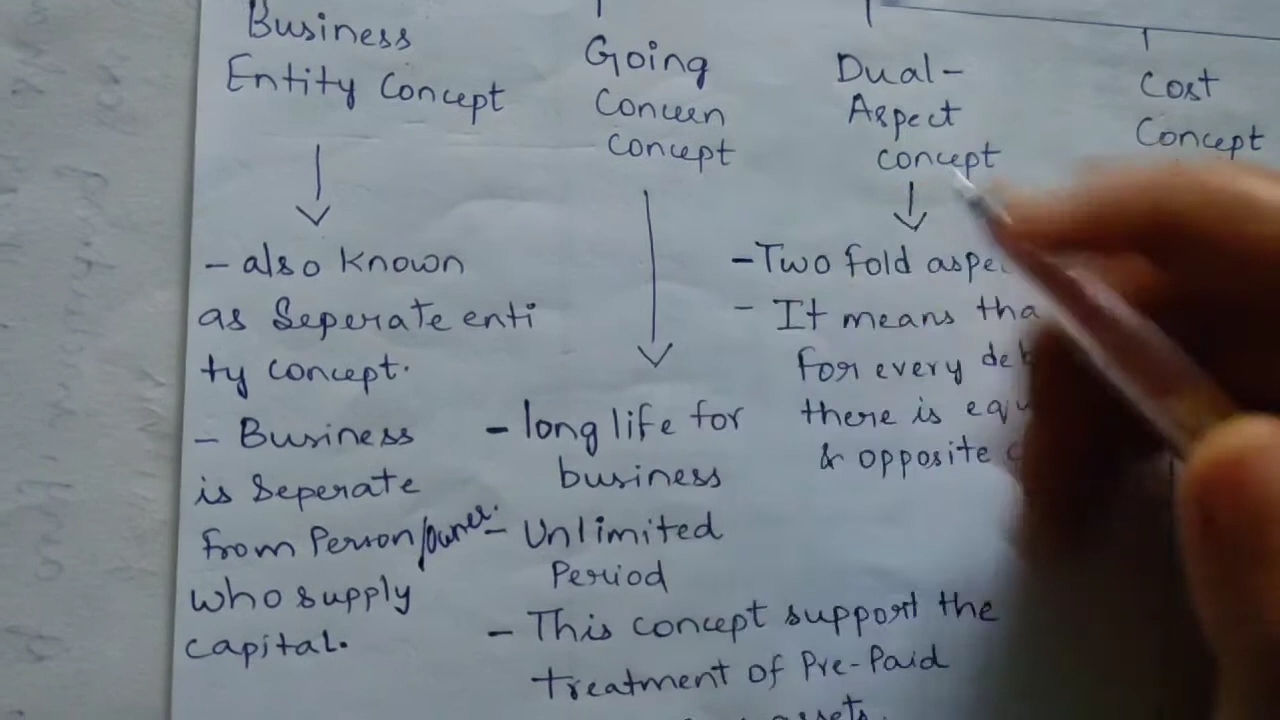 Business
Entity Concept
- also known
as Seperate enti
ty concept.
- Business
is Seperate
from Person/owner.
who supply
capital.
Going
Concern
concept
- long life for
business
- Unlimited
Period
- This concept support the
treatment of Pre-Paid
assets.
Dual-
Aspect
concept
- Two fold
- It means
for every
there is
& opposite
Cost
Concept